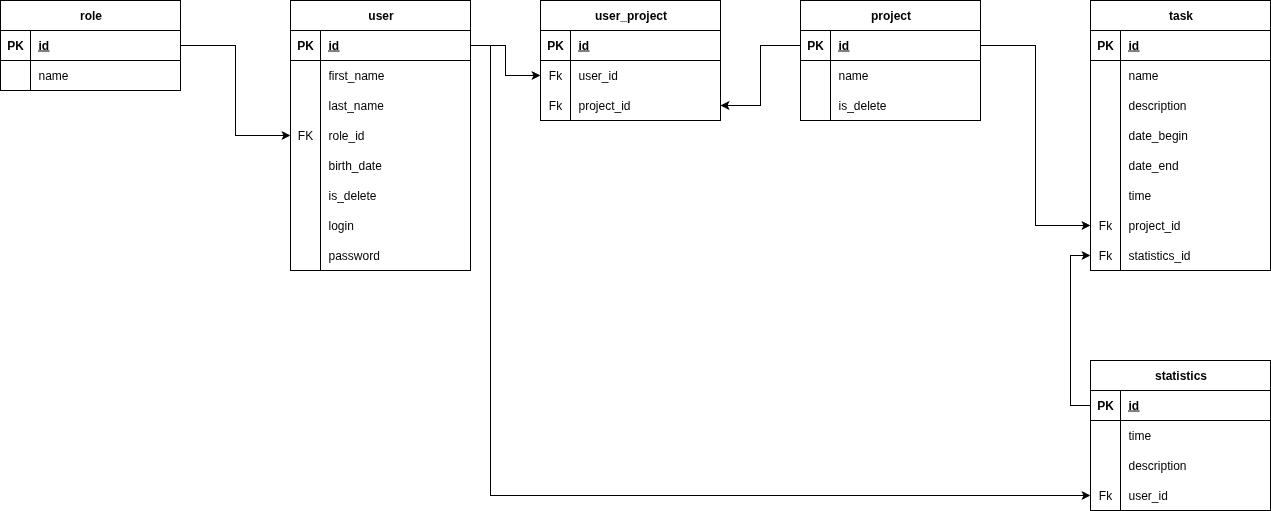 role
PK id
name
user
PK id
first_name
last_name
FK role_id
birth_date
is_delete
login
password
user_project
PK id
Fk user_id
Fk project_id
project
PK id
name
is_delete
task
PK id
name
description
date_begin
date_end
time
Fk project_id
Fk statistics_id
statistics
PK id
time
description
Fk user_id